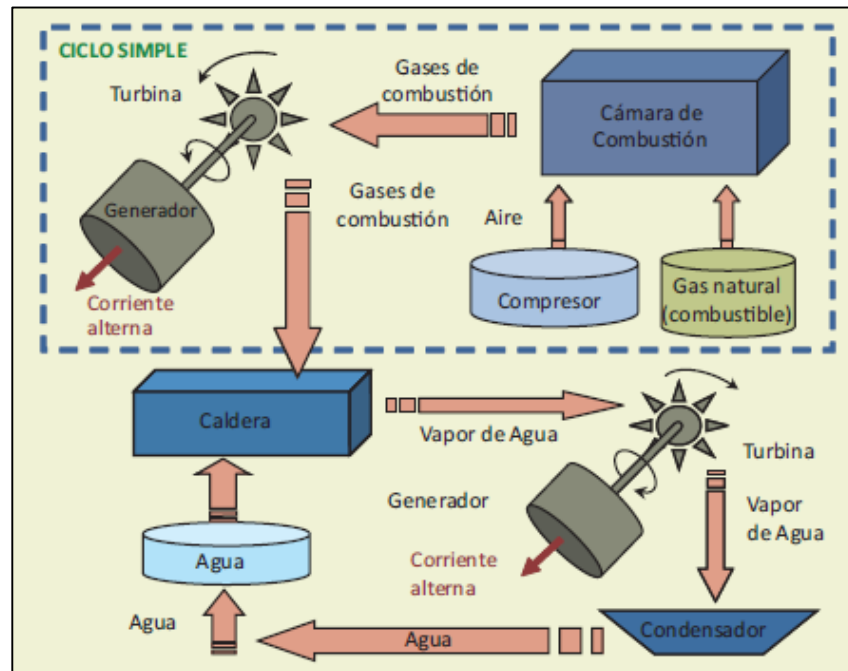 CICLO SIMPLE
Turbina
Gases de
combustión
Cámara de
Combustión
Generador
Gases de
combustión
Aire
Corriente
alterna
Compresor
Gas natural
(combustible)
Caldera
Vapor de Agua
Turbina
Generador
Vapor
de Agua
Agua
Corriente
alterna
Agua
Agua
Condensador